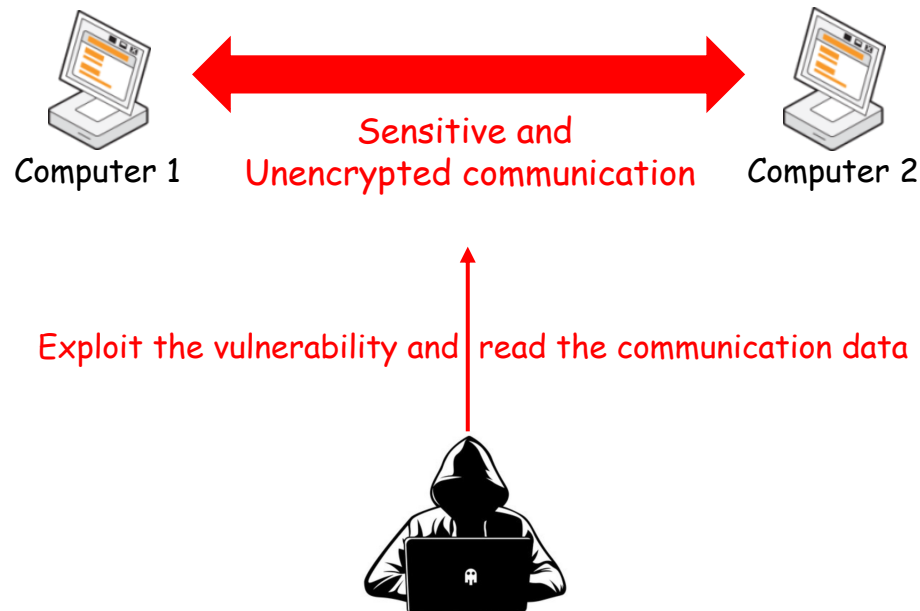 Sensitive and
Computer 1
Unencrypted communication
Computer 2
Exploit the vulnerability and read the communication data